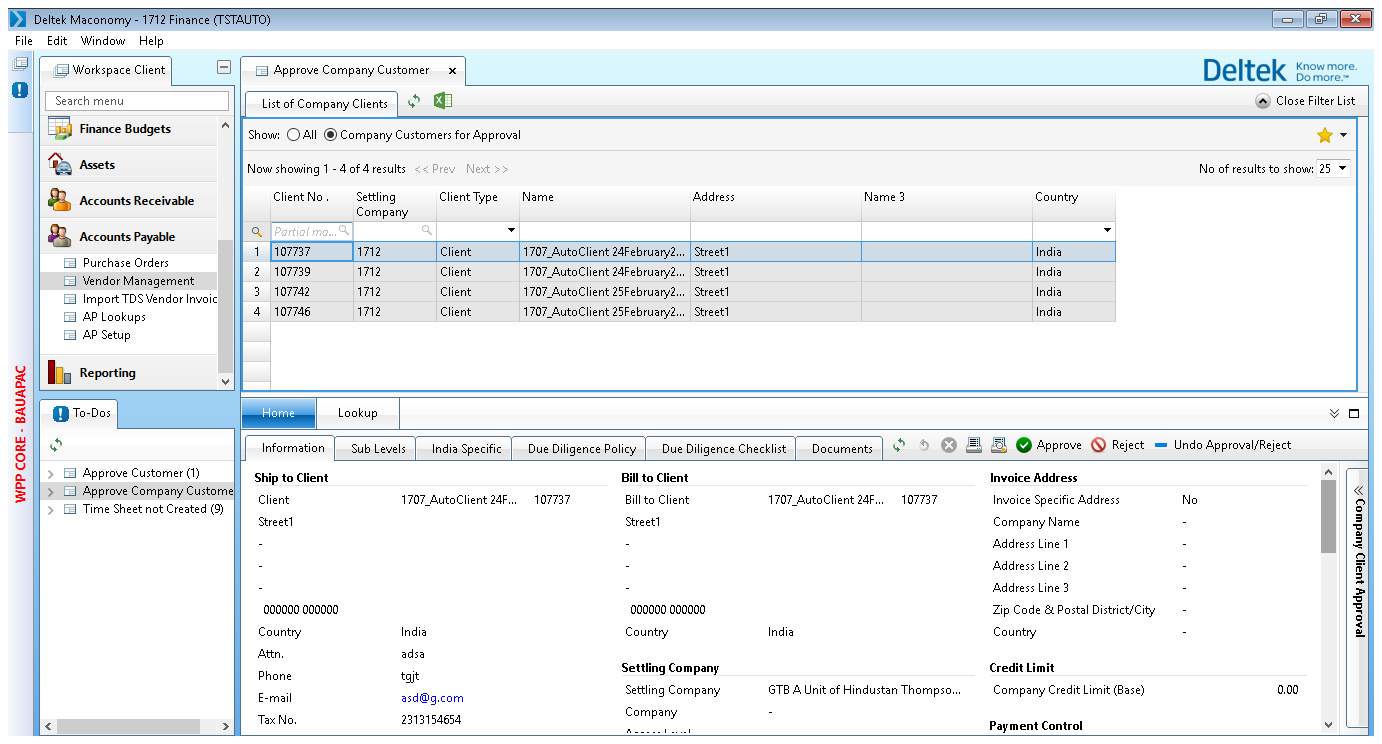 Deltek Maconomy - 1712 Finance (TSTAUTO)
File Edit Window Help
Workspace Client
Search menu
Finance Budgets
Assets
Accounts Receivable
Accounts Payable
Purchase Orders
Vendor Management
Import TDS Vendor Invoic
AP Lookups
AP Setup
Reporting
WPP CORE - BAUAPAC
To-Dos
Approve Customer (1)
Approve Company Custome
Time Sheet not Created (9)
Approve Company Customer x
Deltek Know more. Do more.™
List of Company Clients
Close Filter List
Show: All Company Customers for Approval
Now showing 1 - 4 of 4 results << Prev Next >>
No of results to show: 25
Client No . Settling Company Client Type Name Address Name 3 Country
Partial ma...
1 107737 1712 Client 1707_AutoClient 24February2... Street1 India
2 107739 1712 Client 1707_AutoClient 24February2... Street1 India
3 107742 1712 Client 1707_AutoClient 25February2... Street1 India
4 107746 1712 Client 1707_AutoClient 25February2... Street1 India
Home Lookup
Information Sub Levels India Specific Due Diligence Policy Due Diligence Checklist Documents Approve Reject Undo Approval/Reject
Ship to Client
Client 1707_AutoClient 24F... 107737
Street1
-
-
-
000000 000000
Country India
Attn. adsa
Phone tgjt
E-mail asd@g.com
Tax No. 2313154654
Bill to Client
Bill to Client 1707_AutoClient 24F... 107737
Street1
-
-
-
000000 000000
Country India
Settling Company
Settling Company GTB A Unit of Hindustan Thompso...
Company -
Invoice Address
Invoice Specific Address No
Company Name -
Address Line 1 -
Address Line 2 -
Address Line 3 -
Zip Code & Postal District/City -
Country -
Credit Limit
Company Credit Limit (Base) 0.00
Payment Control
Company Client Approval